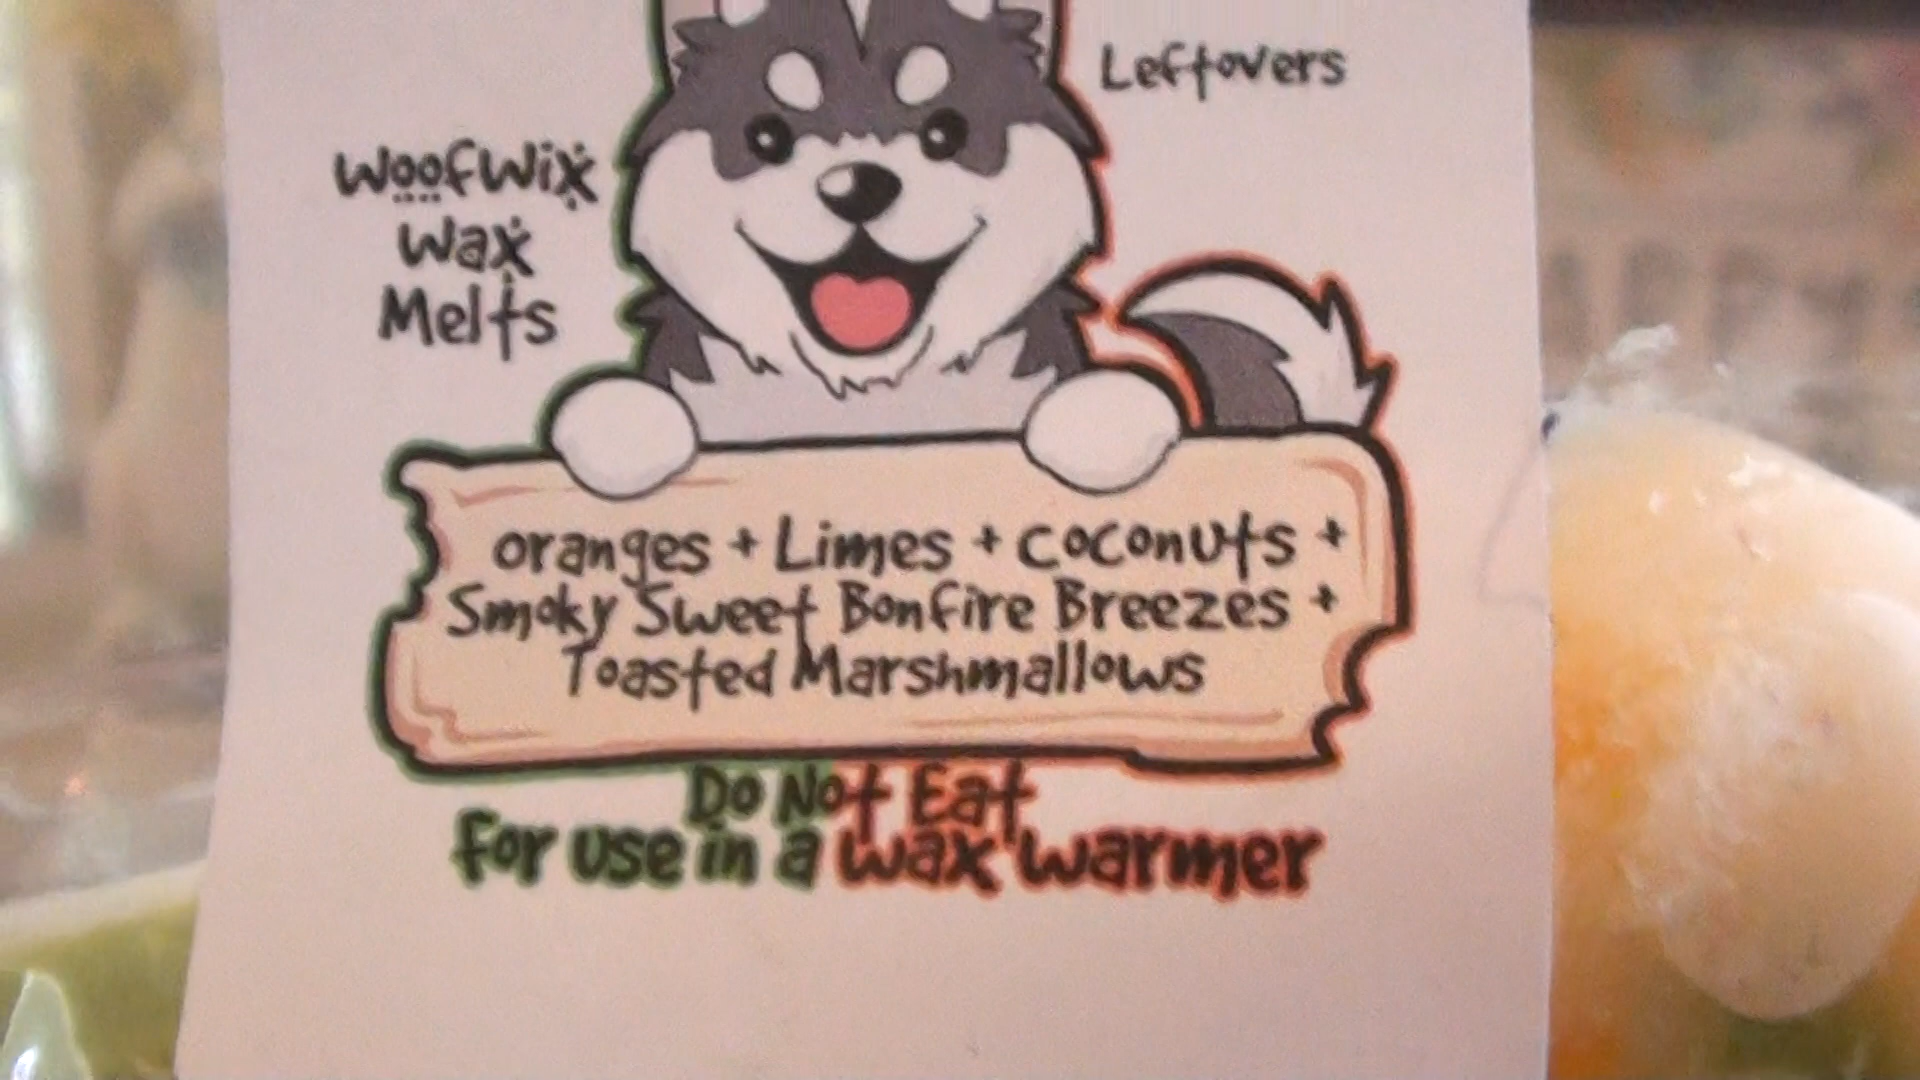 Leftovers
WoofWix
Wax
Melts
oranges + Limes + coconuts +
Smoky Sweet Bonfire Breezes +
Toasted Marshmallows
Do Not Eat
for use in a wax warmer